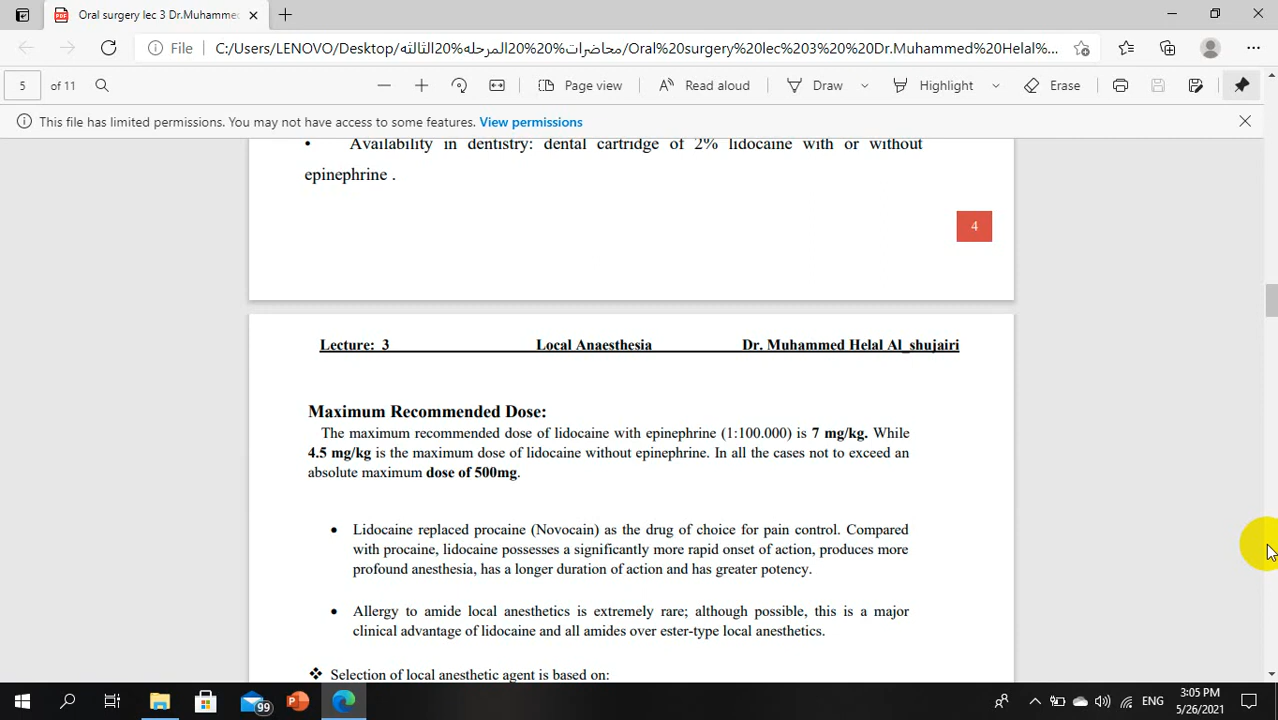 Oral surgery lec 3 Dr.Muhammed
File
C:/Users/LENOVO/Desktop/محاضرات%20%20المرحله%20الثالثه/Oral%20surgery%20lec%203%20%20Dr.Muhammed%20Helal%...
5
of 11
Page view
Read aloud
Draw
Highlight
Erase
This file has limited permissions. You may not have access to some features. View permissions
• Availability in dentistry: dental cartridge of 2% lidocaine with or without
epinephrine .
4
Lecture: 3 Local Anaesthesia Dr. Muhammed Helal Al_shujairi
Maximum Recommended Dose:
The maximum recommended dose of lidocaine with epinephrine (1:100.000) is 7 mg/kg. While
4.5 mg/kg is the maximum dose of lidocaine without epinephrine. In all the cases not to exceed an
absolute maximum dose of 500mg.
• Lidocaine replaced procaine (Novocain) as the drug of choice for pain control. Compared
with procaine, lidocaine possesses a significantly more rapid onset of action, produces more
profound anesthesia, has a longer duration of action and has greater potency.
• Allergy to amide local anesthetics is extremely rare; although possible, this is a major
clinical advantage of lidocaine and all amides over ester-type local anesthetics.
❖ Selection of local anesthetic agent is based on:
99
ENG
3:05 PM
5/26/2021